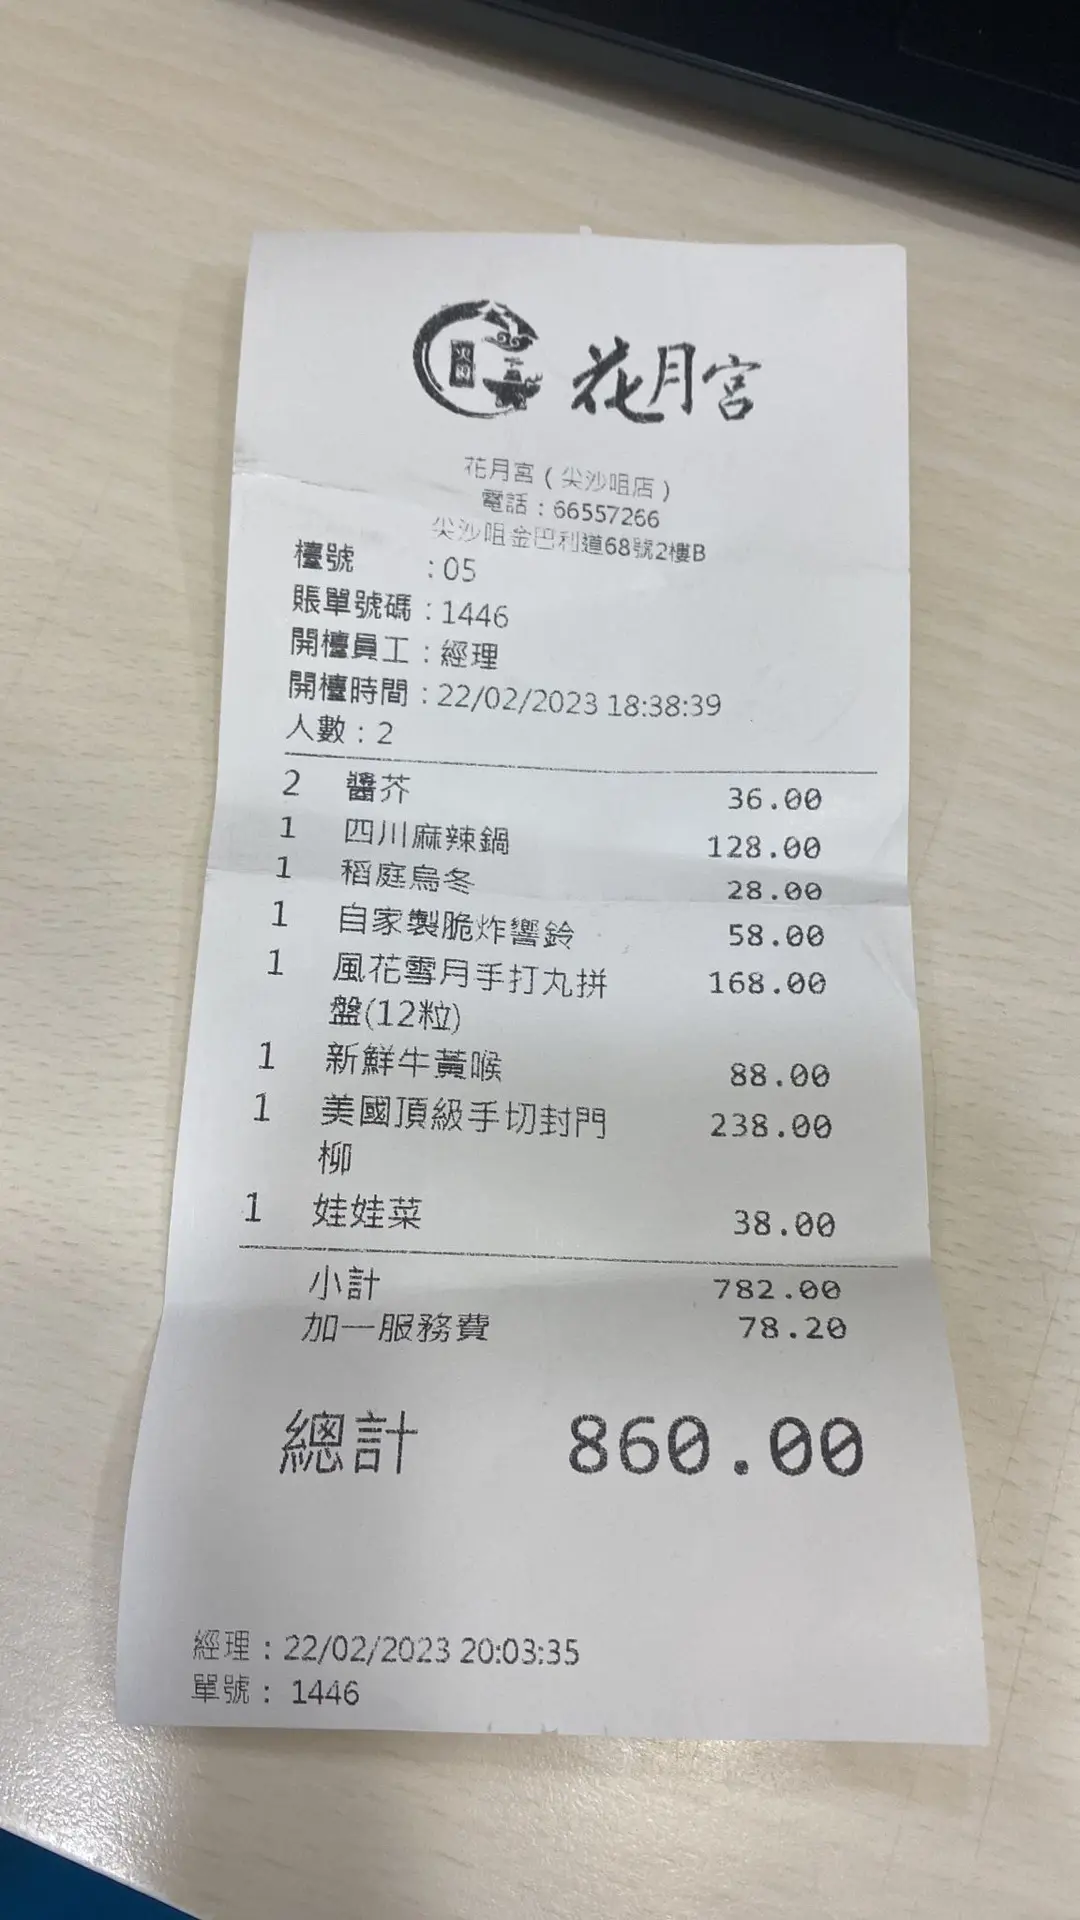 火鍋
花月宮
花月宮（尖沙咀店）
電話：66557266
尖沙咀金巴利道68號2樓B
檯號 :05
賬單號碼：1446
開檯員工：經理
開檯時間：22/02/2023 18:38:39
人數：2
2 醬芥 36.00
1 四川麻辣鍋 128.00
1 稻庭烏冬 28.00
1 自家製脆炸響鈴 58.00
1 風花雪月手打丸拼 168.00
盤(12粒)
1 新鮮牛黃喉 88.00
1 美國頂級手切封門 238.00
柳
1 娃娃菜 38.00
小計 782.00
加一服務費 78.20
總計 860.00
經理：22/02/2023 20:03:35
單號： 1446